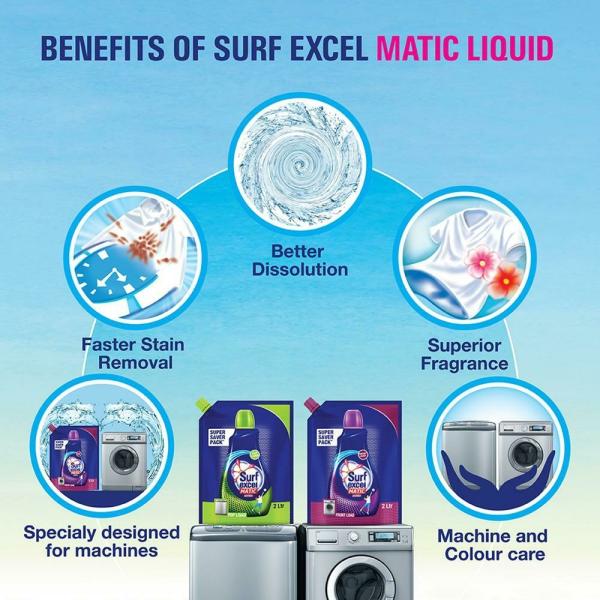 BENEFITS OF SURF EXCEL MATIC LIQUID
Better
Dissolution
Faster Stain
Removal
Superior
Fragrance
SUPER
SAVER
PACK
Surf
excel
MATIC
2 Ltr
SUPER
SAVER
PACK
Surf
excel
MATIC
FRONT LOAD
2 Ltr
Specialy designed
for machines
Machine and
Colour care